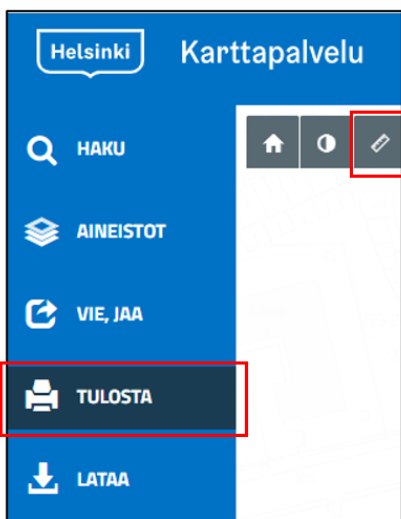 Helsinki
Karttapalvelu
HAKU
AINEISTOT
VIE, JAA
TULOSTA
LATAA